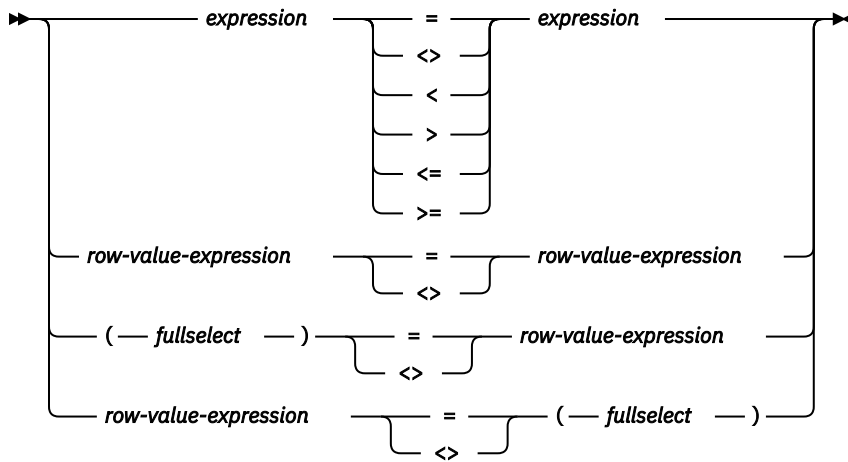 expression = expression
<>
<
>
<=
>=
row-value-expression = row-value-expression
<>
( fullselect ) = row-value-expression
<>
row-value-expression = ( fullselect )
<>